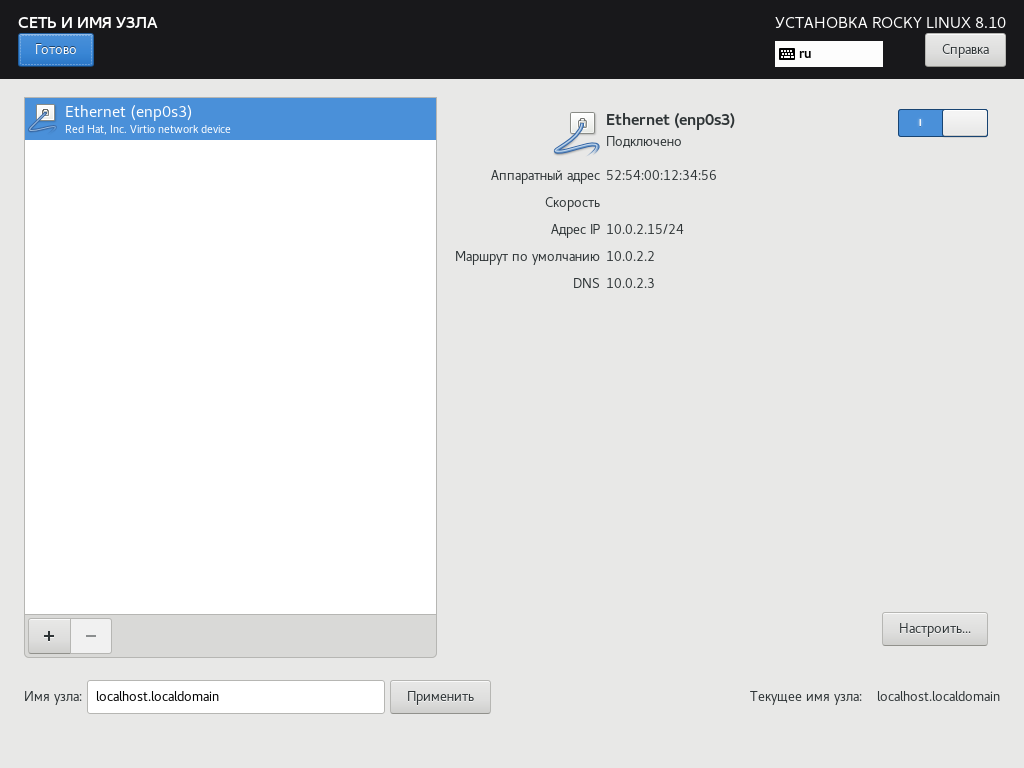 СЕТЬ И ИМЯ УЗЛА
УСТАНОВКА ROCKY LINUX 8.10
Готово
ru
Справка
Ethernet (enp0s3)
Red Hat, Inc. Virtio network device
Ethernet (enp0s3)
Подключено
Аппаратный адрес 52:54:00:12:34:56
Скорость
Адрес IP 10.0.2.15/24
Маршрут по умолчанию 10.0.2.2
DNS 10.0.2.3
+ −
Настроить...
Имя узла: localhost.localdomain Применить
Текущее имя узла: localhost.localdomain